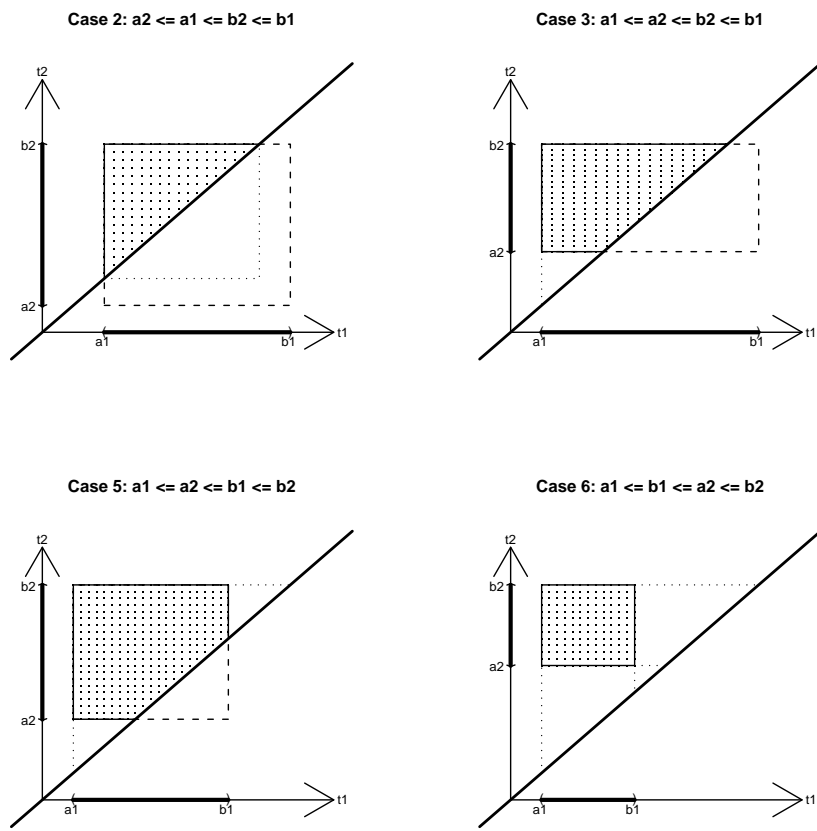 Case 2: a2 <= a1 <= b2 <= b1
t2
b2
a2
a1
b1
t1
Case 3: a1 <= a2 <= b2 <= b1
t2
b2
a2
a1
b1
t1
Case 5: a1 <= a2 <= b1 <= b2
t2
b2
a2
a1
b1
t1
Case 6: a1 <= b1 <= a2 <= b2
t2
b2
a2
a1
b1
t1